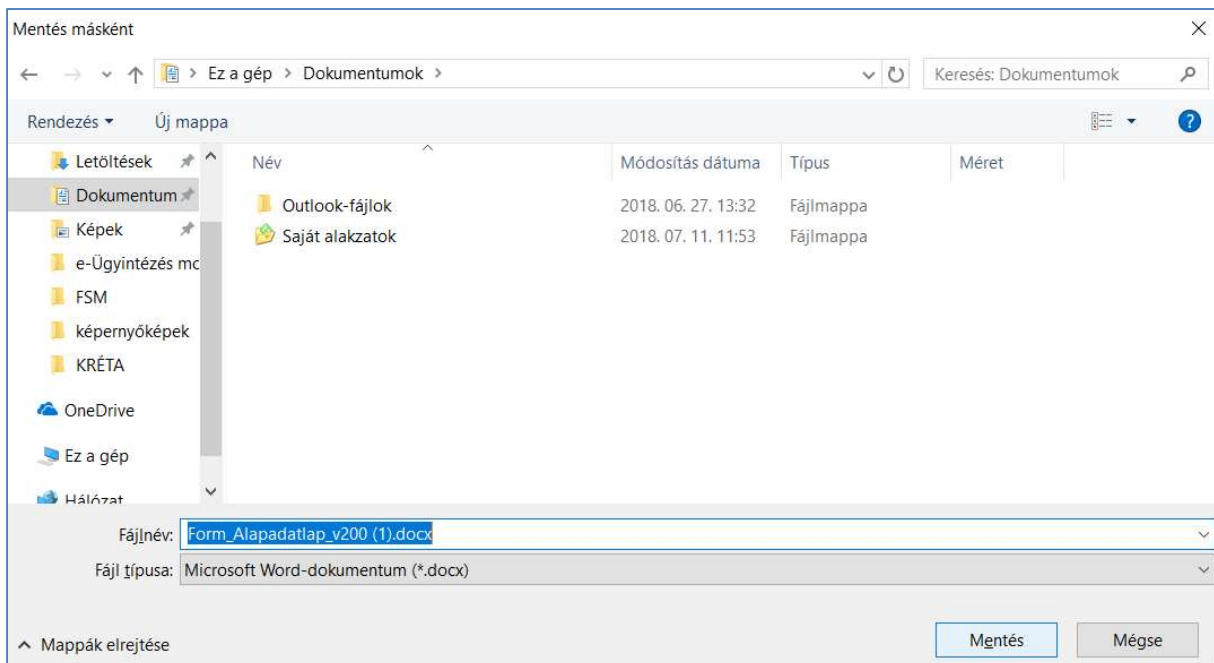 Mentés másként
Ez a gép > Dokumentumok >
Keresés: Dokumentumok
Rendezés Új mappa
Név Módosítás dátuma Típus Méret
Letöltések
Dokumentum
Képek
e-Ügyintézés mc
FSM
képernyőképek
KRÉTA
OneDrive
Ez a gép
Hálózat
Outlook-fájlok 2018. 06. 27. 13:32 Fájlmappa
Saját alakzatok 2018. 07. 11. 11:53 Fájlmappa
Fájlnév: Form_Alapadatlap_v200 (1).docx
Fájl típusa: Microsoft Word-dokumentum (*.docx)
Mappák elrejtése
Mentés Mégse